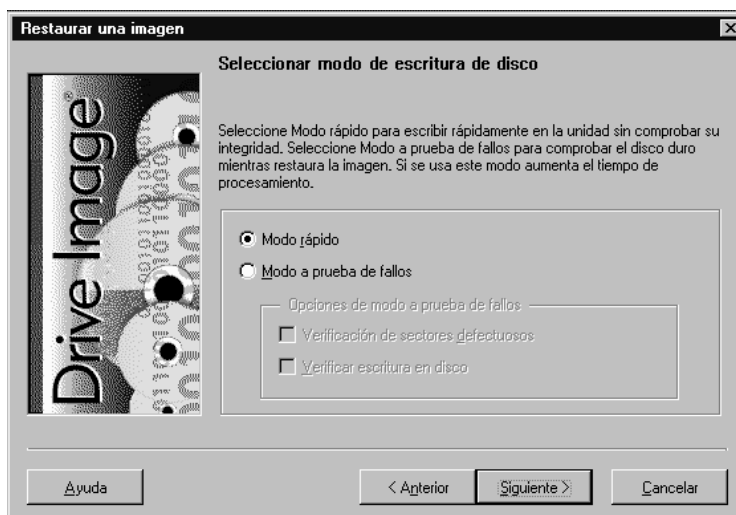 Restaurar una imagen
Seleccionar modo de escritura de disco
Drive Image®
Seleccione Modo rápido para escribir rápidamente en la unidad sin comprobar su
integridad. Seleccione Modo a prueba de fallos para comprobar el disco duro
mientras restaura la imagen. Si se usa este modo aumenta el tiempo de
procesamiento.
Modo rápido
Modo a prueba de fallos
Opciones de modo a prueba de fallos
Verificación de sectores defectuosos
Verificar escritura en disco
Ayuda
< Anterior
Siguiente >
Cancelar